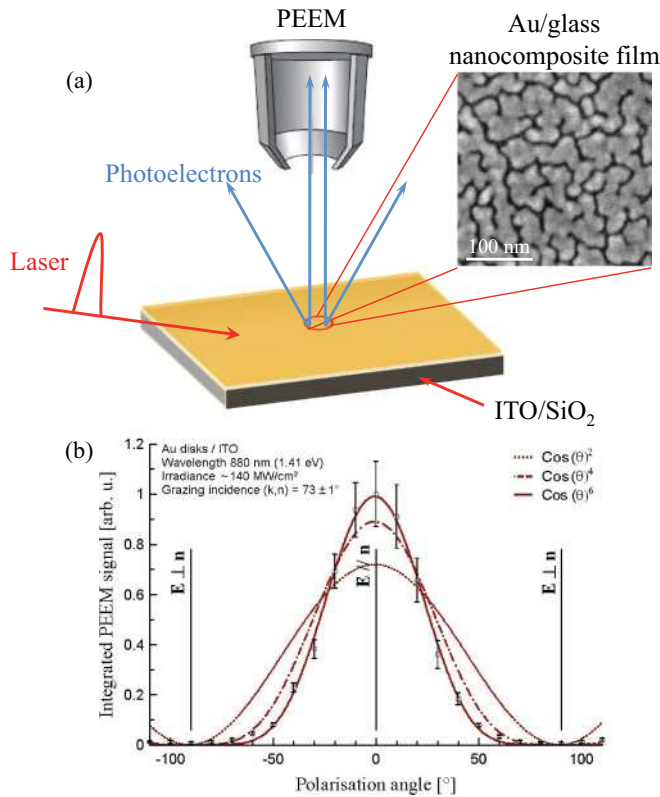 PEEM
Au/glass
nanocomposite film
(a)
Photoelectrons
Laser
100 nm
ITO/SiO₂
(b)
Au disks / ITO
Wavelength 880 nm (1.41 eV)
Irradiance ~140 MW/cm²
Grazing incidence (k,n) = 73 ± 1°
Cos (θ)²
Cos (θ)⁴
Cos (θ)⁶
E ⊥ n
E // n
E ⊥ n
Integrated PEEM signal [arb. u.]
1.2
1
0.8
0.6
0.4
0.2
0
-100
-50
0
50
100
Polarisation angle [°]